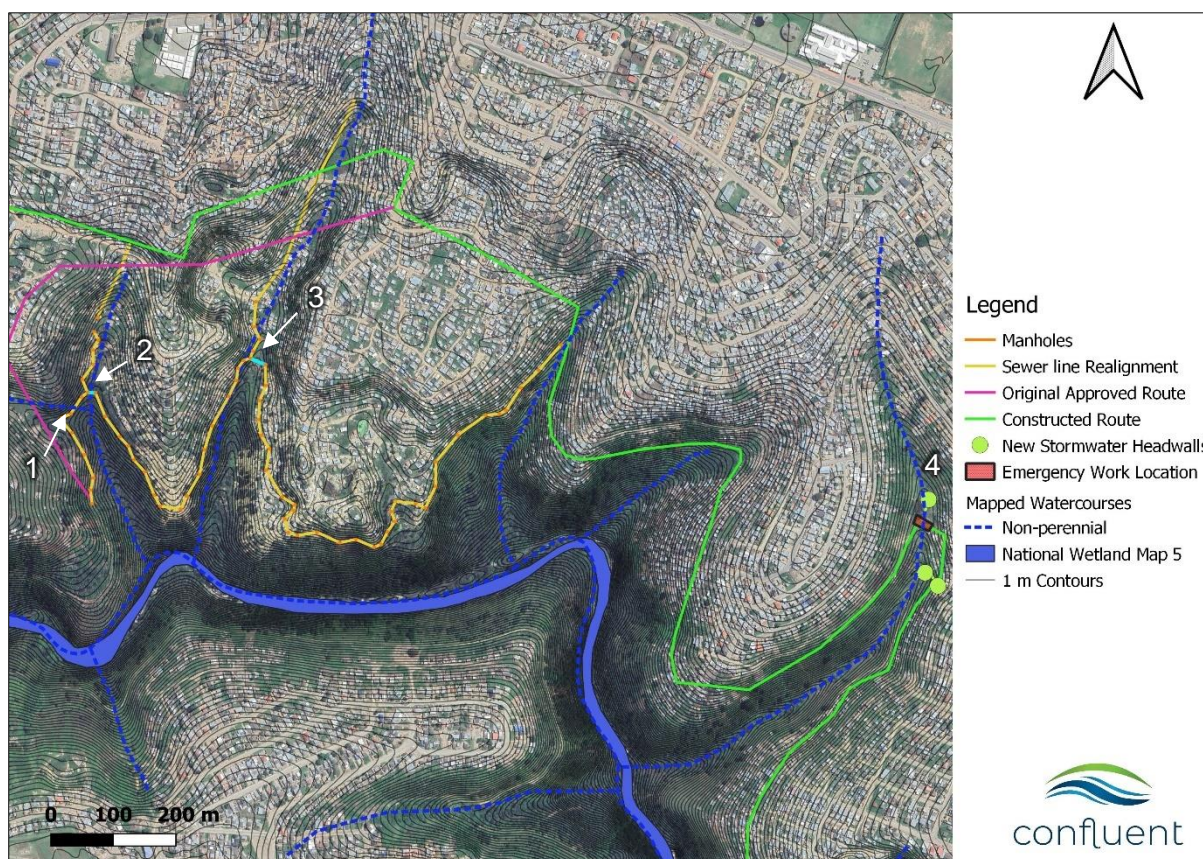 1
2
3
4
0 100 200 m
Legend
Manholes
Sewer line Realignment
Original Approved Route
Constructed Route
New Stormwater Headwalls
Emergency Work Location
Mapped Watercourses
Non-perennial
National Wetland Map 5
1 m Contours
confluent